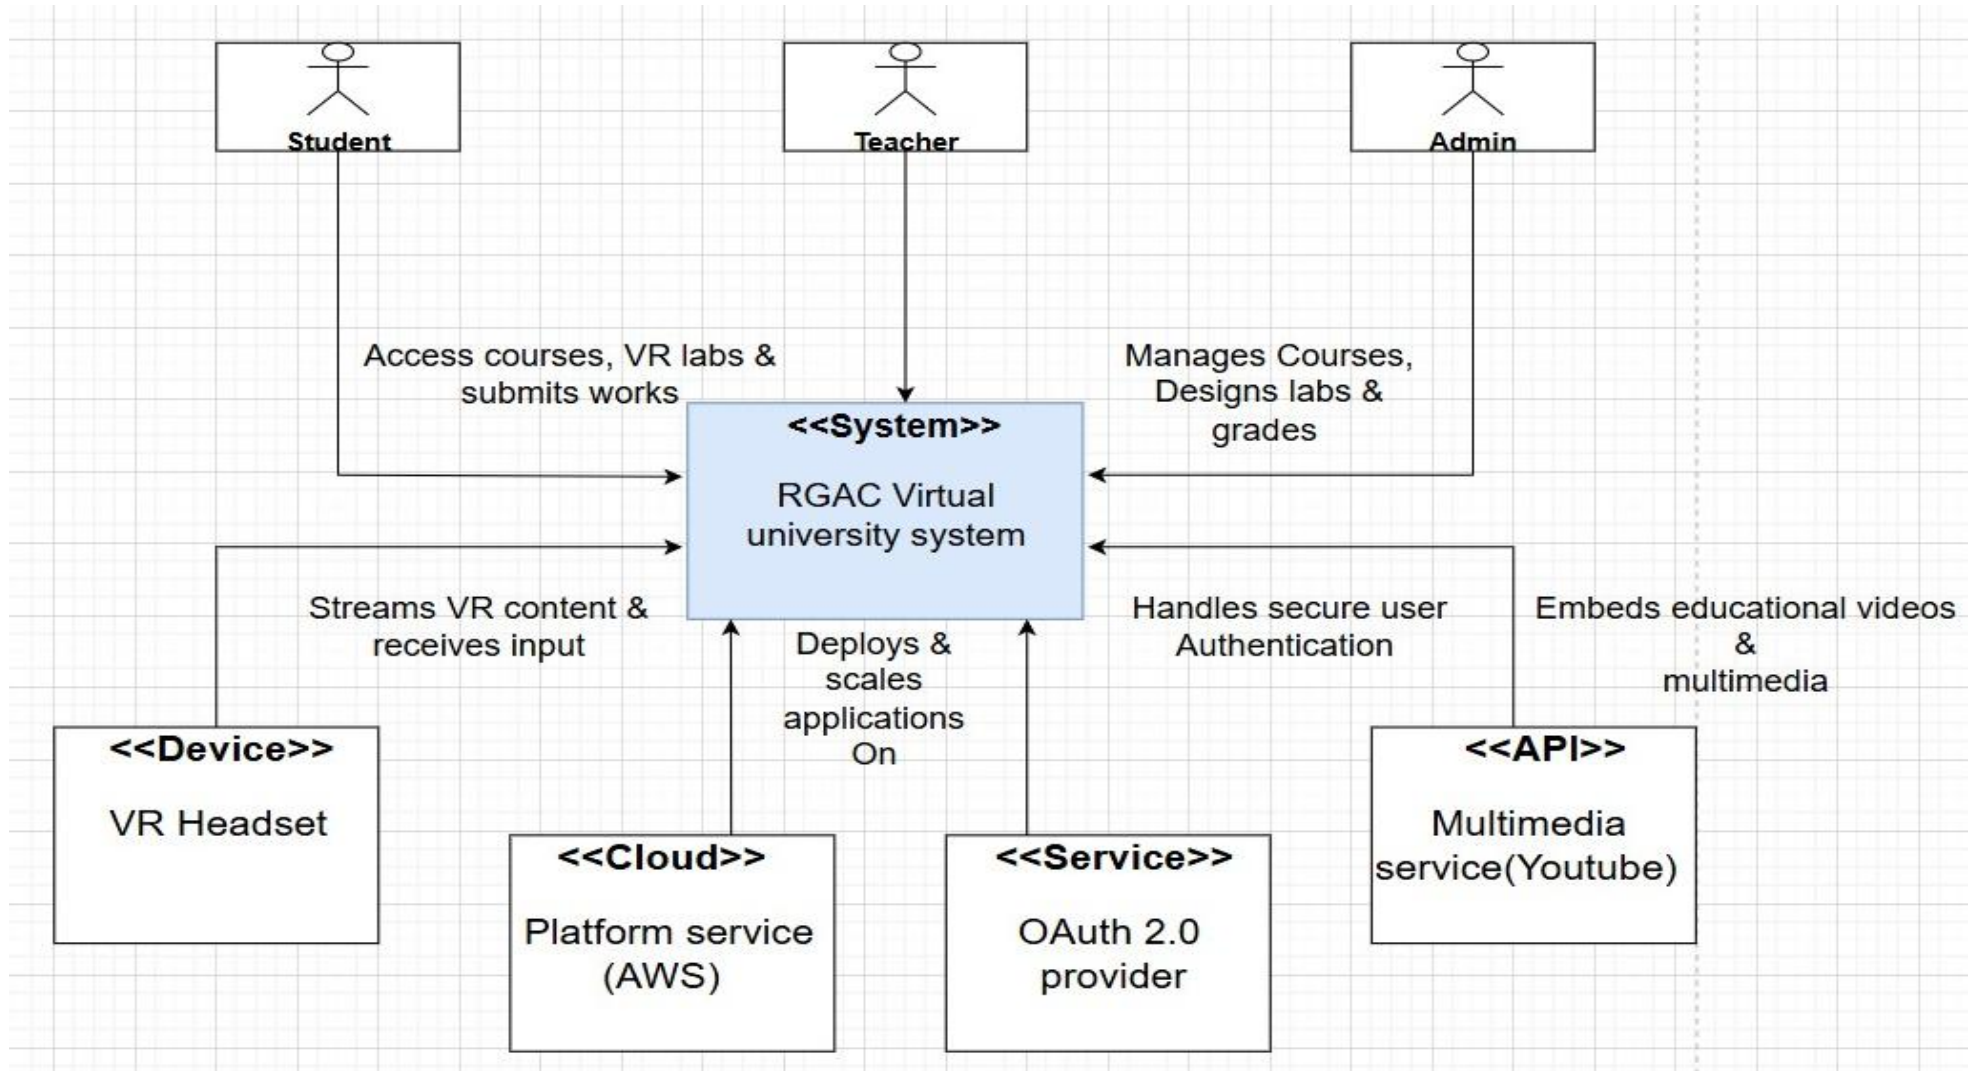 Student
Teacher
Admin
Access courses, VR labs &
submits works
Manages Courses,
Designs labs &
grades
<<System>>
RGAC Virtual
university system
Streams VR content &
receives input
Deploys &
scales
applications
On
Handles secure user
Authentication
Embeds educational videos
&
multimedia
<<Device>>
VR Headset
<<Cloud>>
Platform service
(AWS)
<<Service>>
OAuth 2.0
provider
<<API>>
Multimedia
service(Youtube)